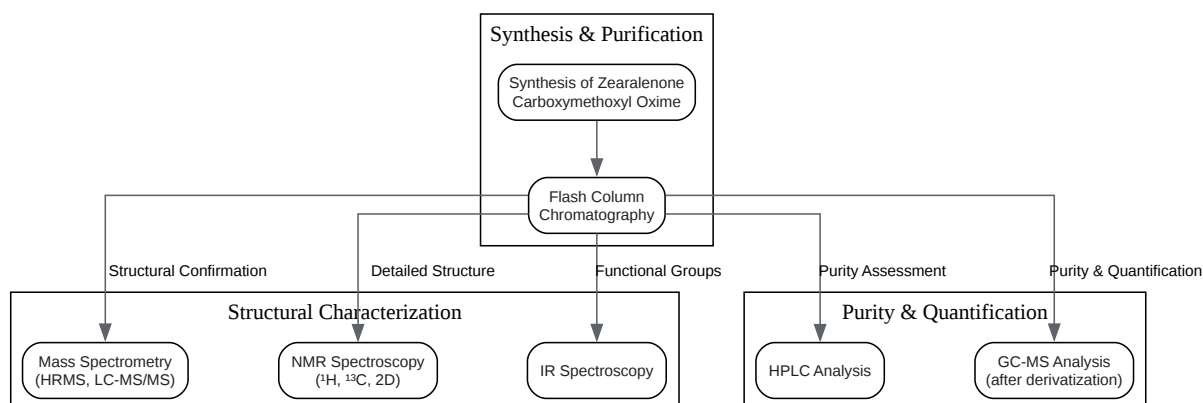 Synthesis & Purification
Synthesis of Zearalenone
Carboxymethoxyl Oxime
Flash Column
Chromatography
Structural Confirmation
Detailed Structure
Functional Groups
Purity Assessment
Purity & Quantification
Structural Characterization
Mass Spectrometry
(HRMS, LC-MS/MS)
NMR Spectroscopy
(¹H, ¹³C, 2D)
IR Spectroscopy
Purity & Quantification
HPLC Analysis
GC-MS Analysis
(after derivatization)